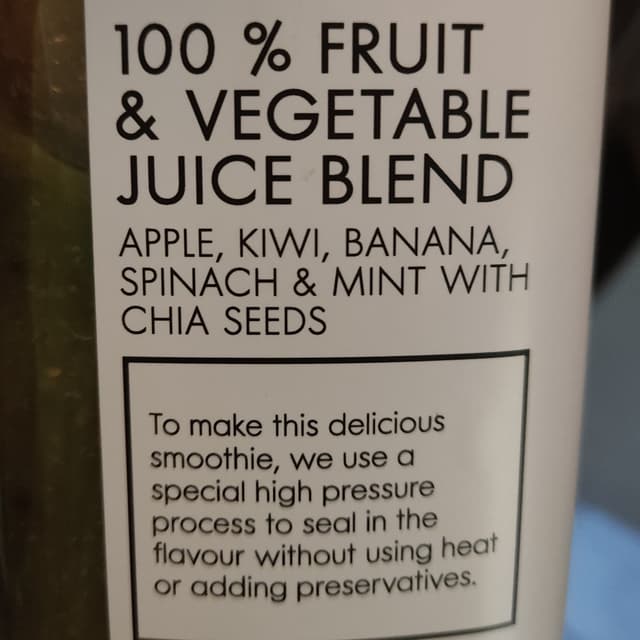 100 % FRUIT
& VEGETABLE
JUICE BLEND
APPLE, KIWI, BANANA,
SPINACH & MINT WITH
CHIA SEEDS
To make this delicious
smoothie, we use a
special high pressure
process to seal in the
flavour without using heat
or adding preservatives.